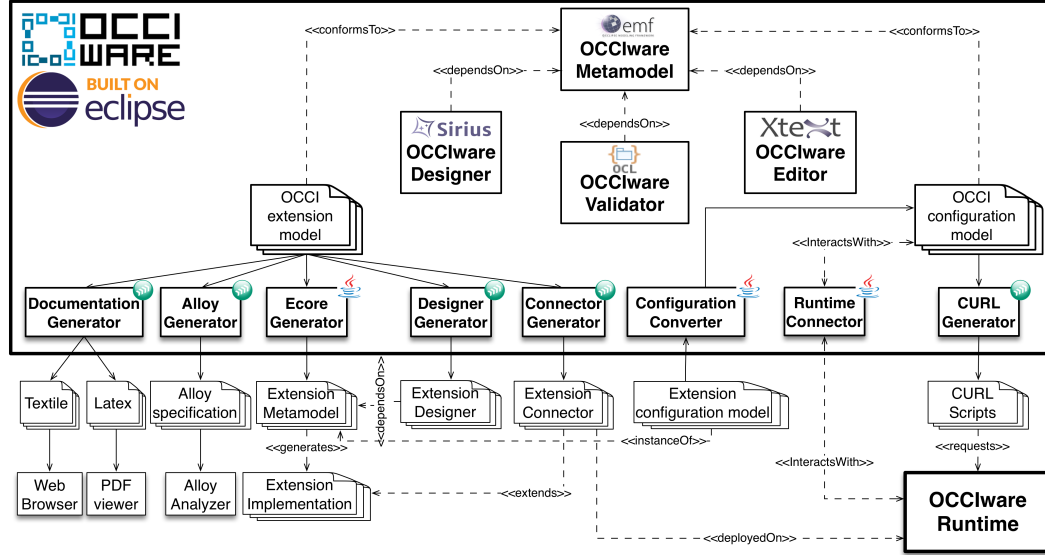 OCCI
WARE
BUILT ON
eclipse
<<conformsTo>>
emf
OCCIware
Metamodel
<<conformsTo>>
<<dependsOn>>
<<dependsOn>>
<<dependsOn>>
Sirius
OCCIware
Designer
OCL
OCCIware
Validator
Xtext
OCCIware
Editor
OCCI
extension
model
OCCI
configuration
model
<<InteractsWith>>
Documentation
Generator
Alloy
Generator
Ecore
Generator
Designer
Generator
Connector
Generator
Configuration
Converter
Runtime
Connector
CURL
Generator
Textile
Latex
Alloy
specification
Extension
Metamodel
<<dependsOn>>
Extension
Designer
Extension
Connector
Extension
configuration model
CURL
Scripts
<<generates>>
<<instanceOf>>
<<requests>>
<<InteractsWith>>
Web
Browser
PDF
viewer
Alloy
Analyzer
Extension
Implementation
<<extends>>
OCCIware
Runtime
<<deployedOn>>